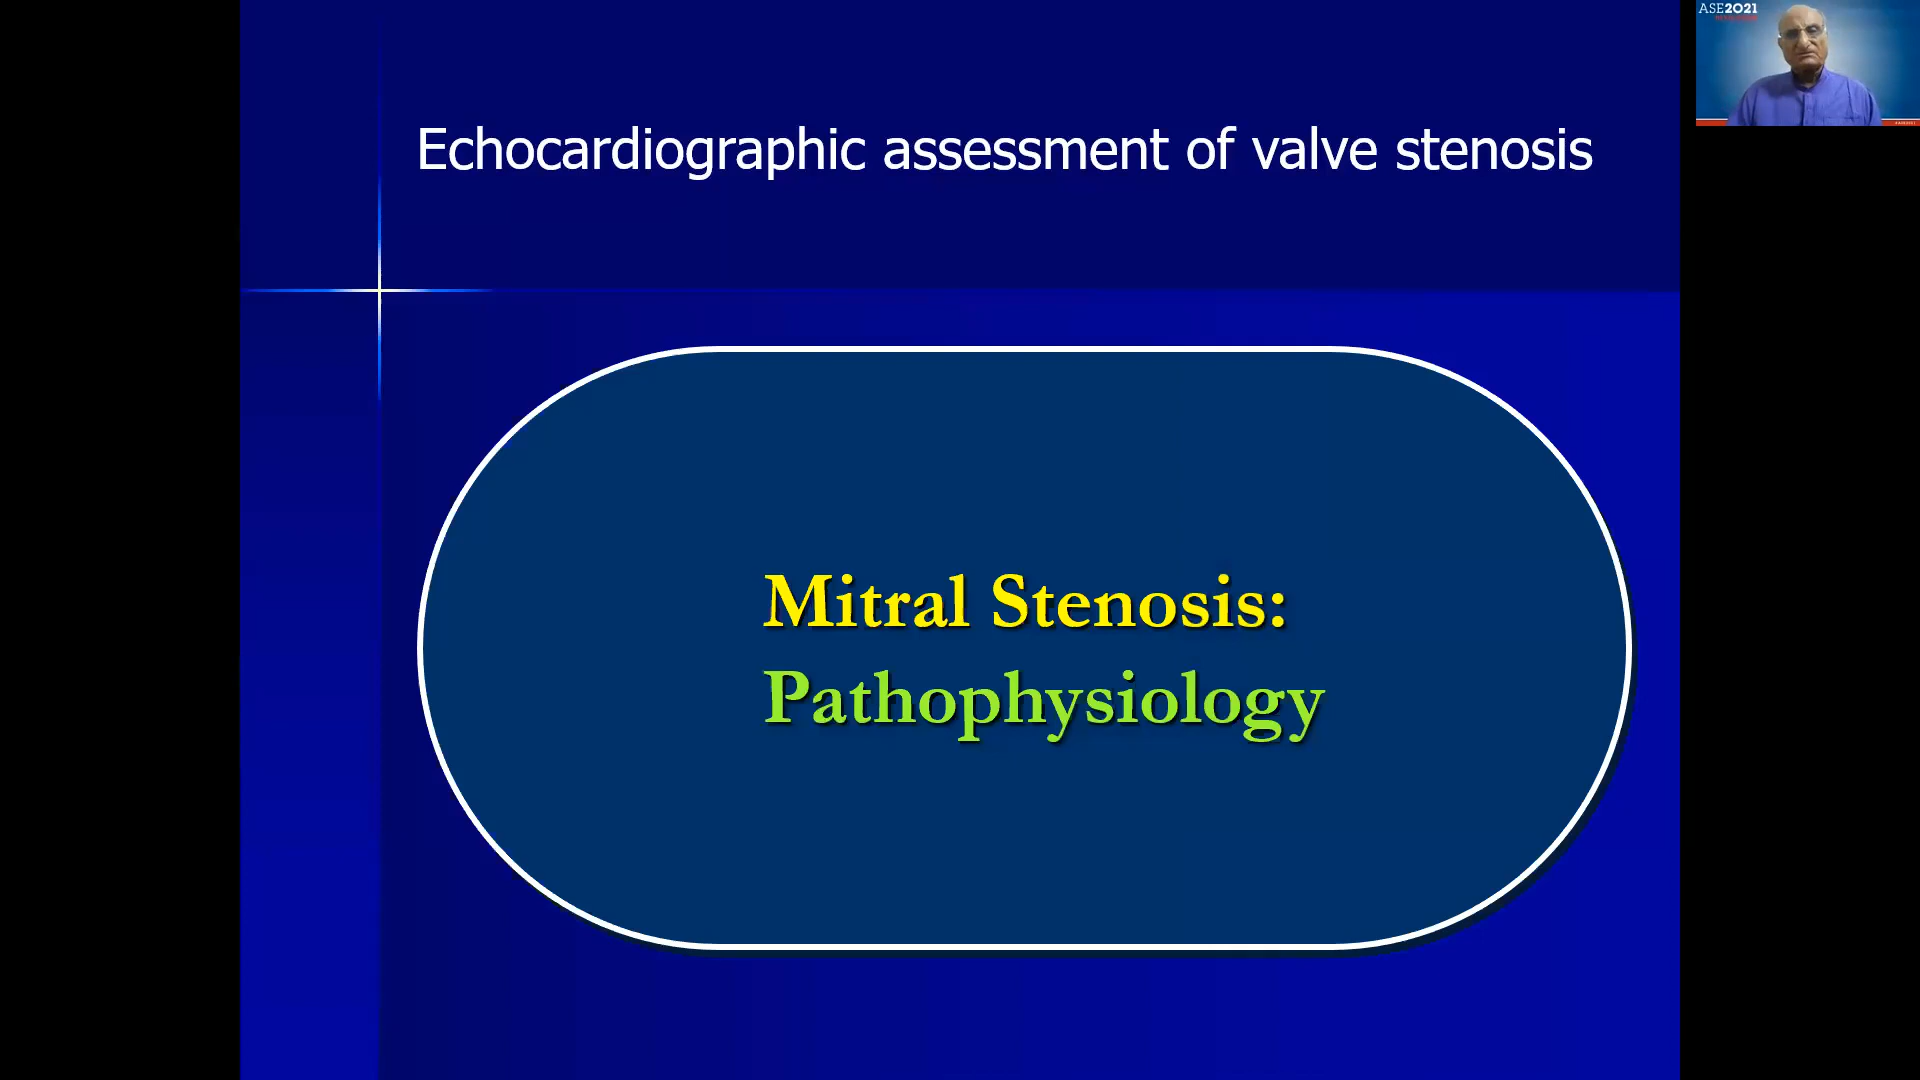 Echocardiographic assessment of valve stenosis
Mitral Stenosis:
Pathophysiology
ASE2021